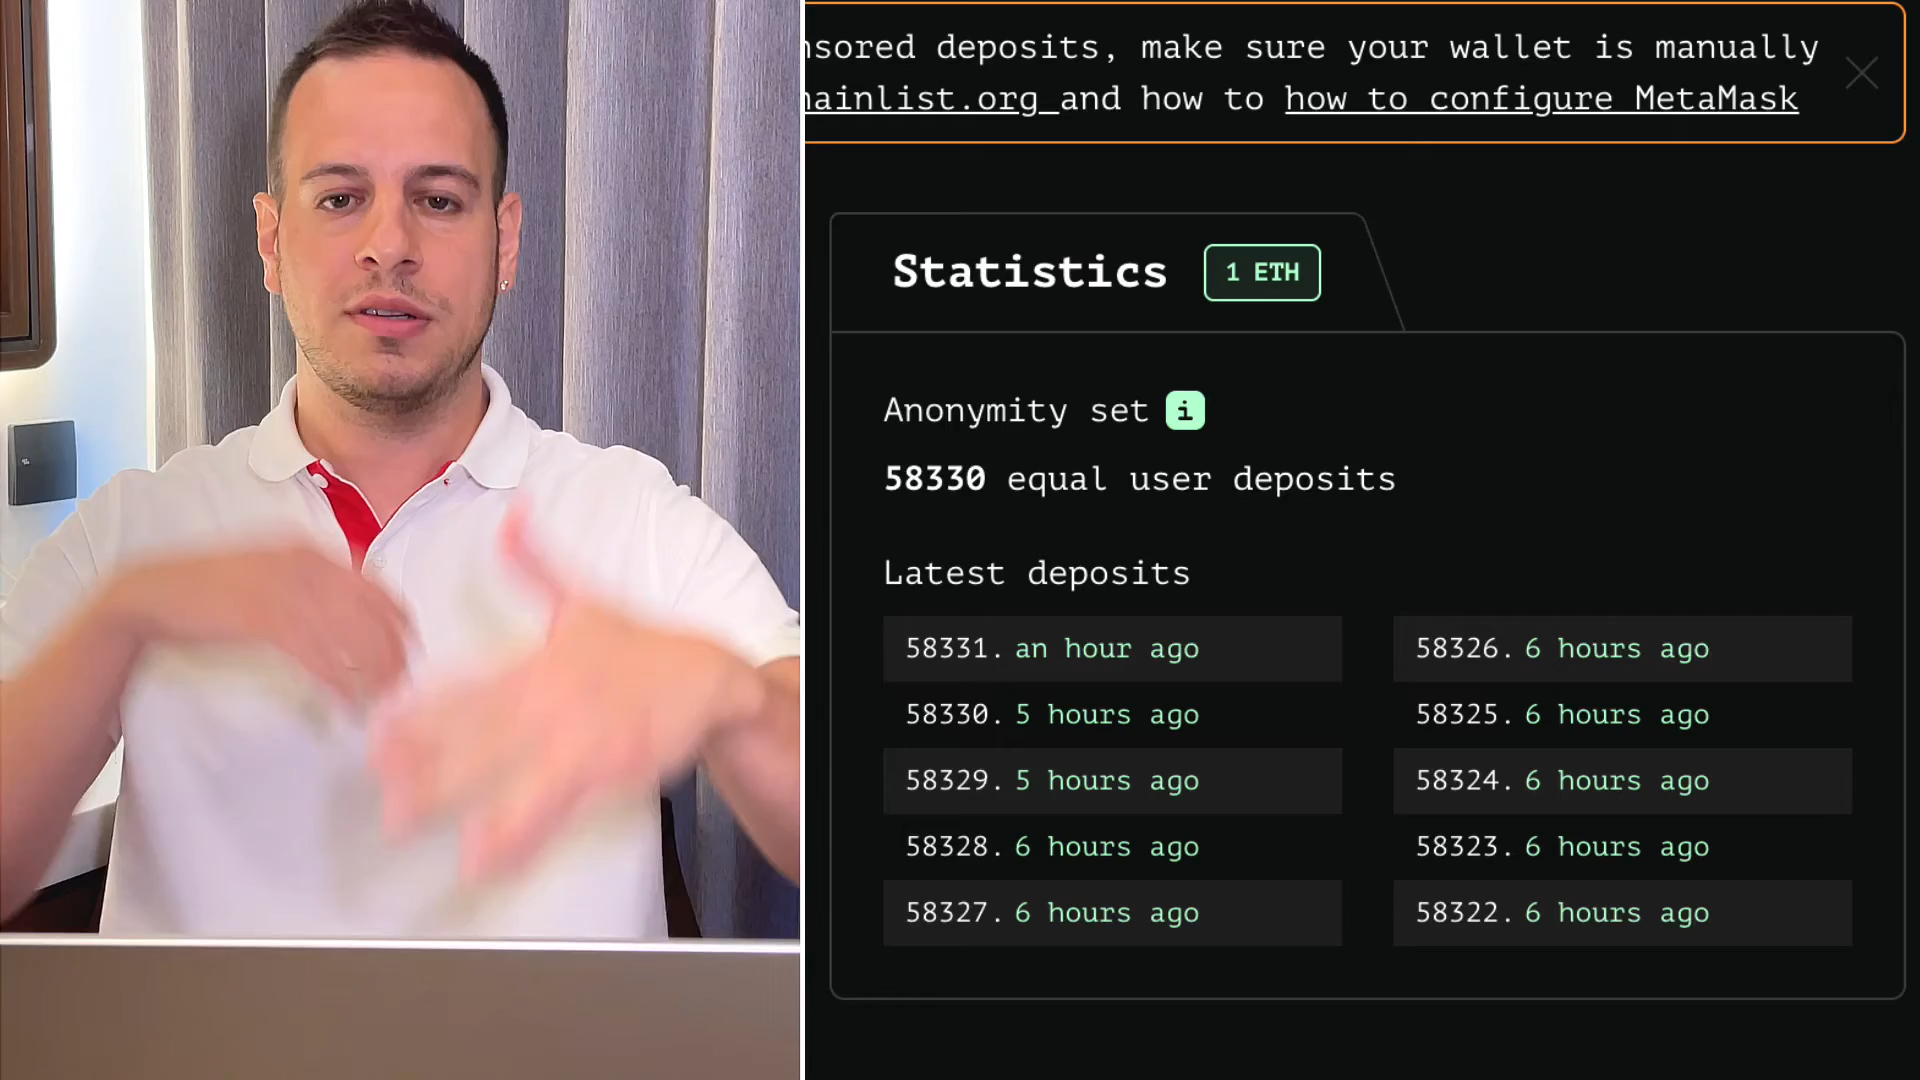 nsored deposits, make sure your wallet is manually
hainlist.org and how to how to configure MetaMask
Statistics 1 ETH
Anonymity set i
58330 equal user deposits
Latest deposits
58331. an hour ago
58330. 5 hours ago
58329. 5 hours ago
58328. 6 hours ago
58327. 6 hours ago
58326. 6 hours ago
58325. 6 hours ago
58324. 6 hours ago
58323. 6 hours ago
58322. 6 hours ago